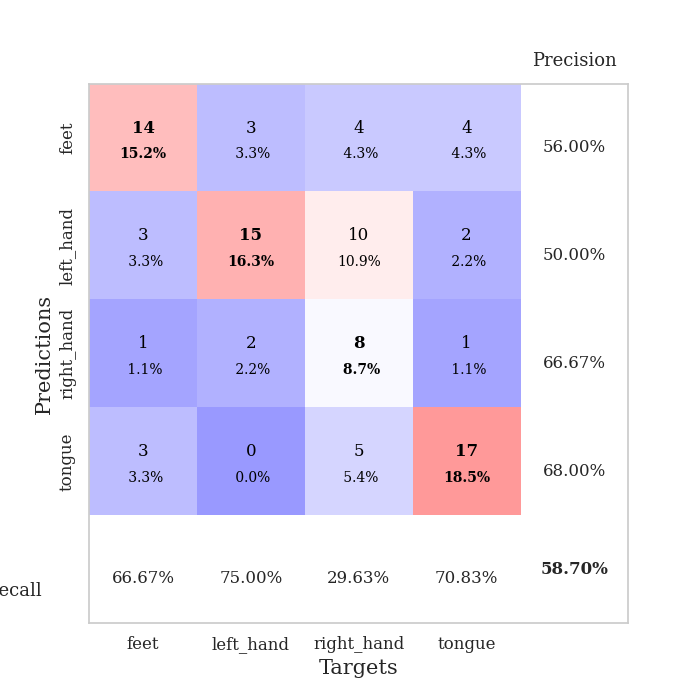 Precision
feet
14 3 4 4
15.2% 3.3% 4.3% 4.3%
56.00%
left_hand
3 15 10 2
3.3% 16.3% 10.9% 2.2%
50.00%
Predictions
right_hand
1 2 8 1
1.1% 2.2% 8.7% 1.1%
66.67%
tongue
3 0 5 17
3.3% 0.0% 5.4% 18.5%
68.00%
ecall
66.67% 75.00% 29.63% 70.83% 58.70%
feet left_hand right_hand tongue
Targets